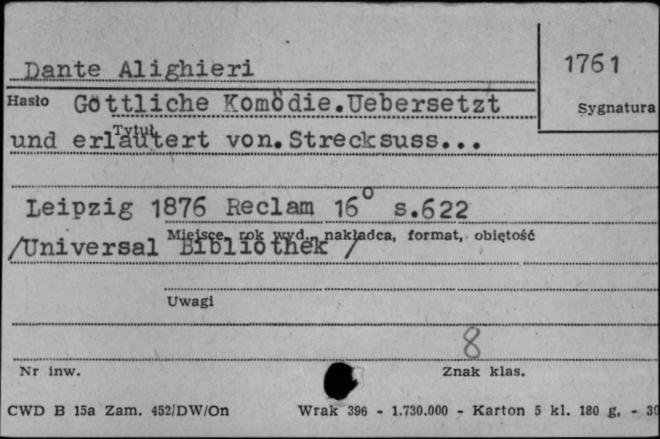 Dante Alighieri
1761
Hasło
Göttliche Komödie.Uebersetzt
Sygnatura
Tytuł
und erläutert von.Strecksuss...
Leipzig 1876 Reclam 16° s.622
Miejsce, rok wyd., nakładca, format, objętość
/Universal Bibliothek /
Uwagi
8
Nr inw.
Znak klas.
CWD B 15a Zam. 452/DW/On
Wrak 396 - 1.730.000 - Karton 5 kl. 180 g, - 30